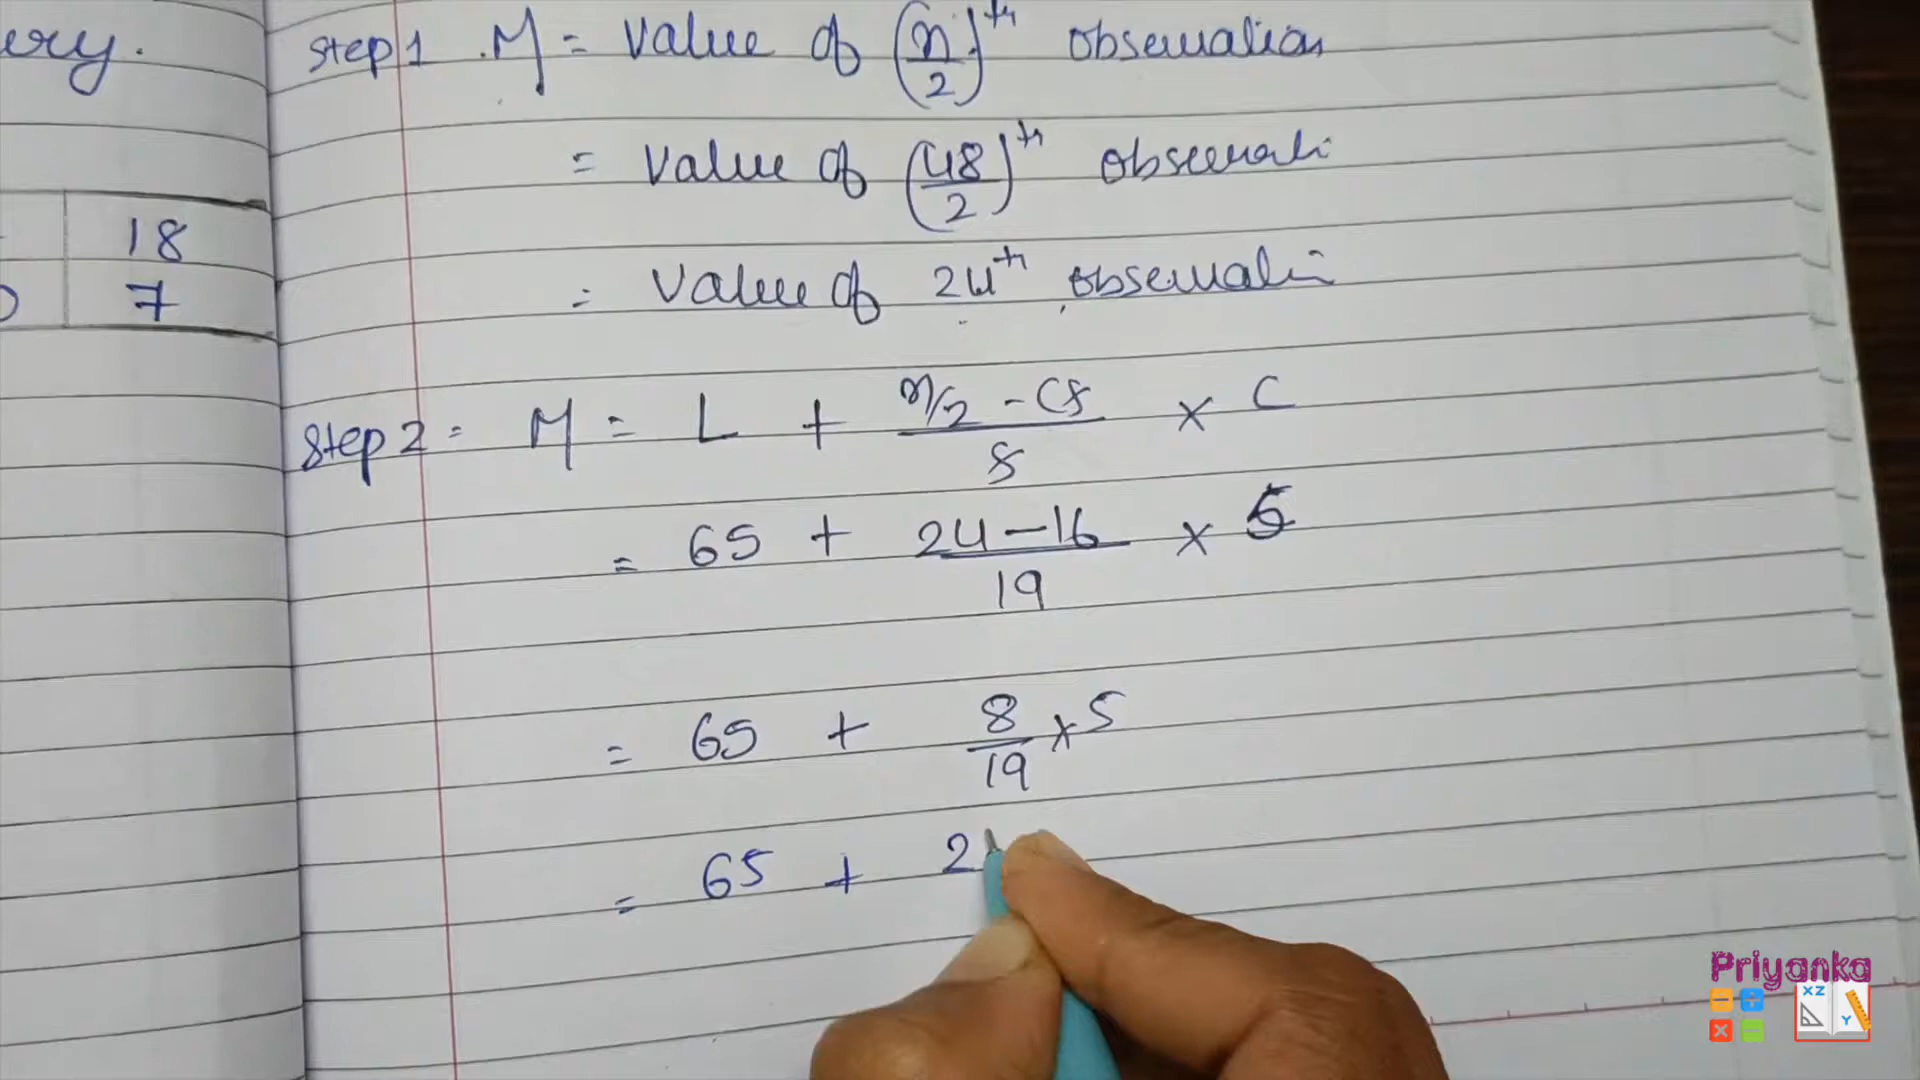 ery.
18
7
Step 1 M = Value of (n/2)th observation
= Value of (48/2)th observati
= Value of 24th observati
Step 2 = M = L + n/2 - cf / f × C
= 65 + 24 - 16 / 19 × 5
= 65 + 8/19 × 5
= 65 + 2
Priyanka
XZ
Y